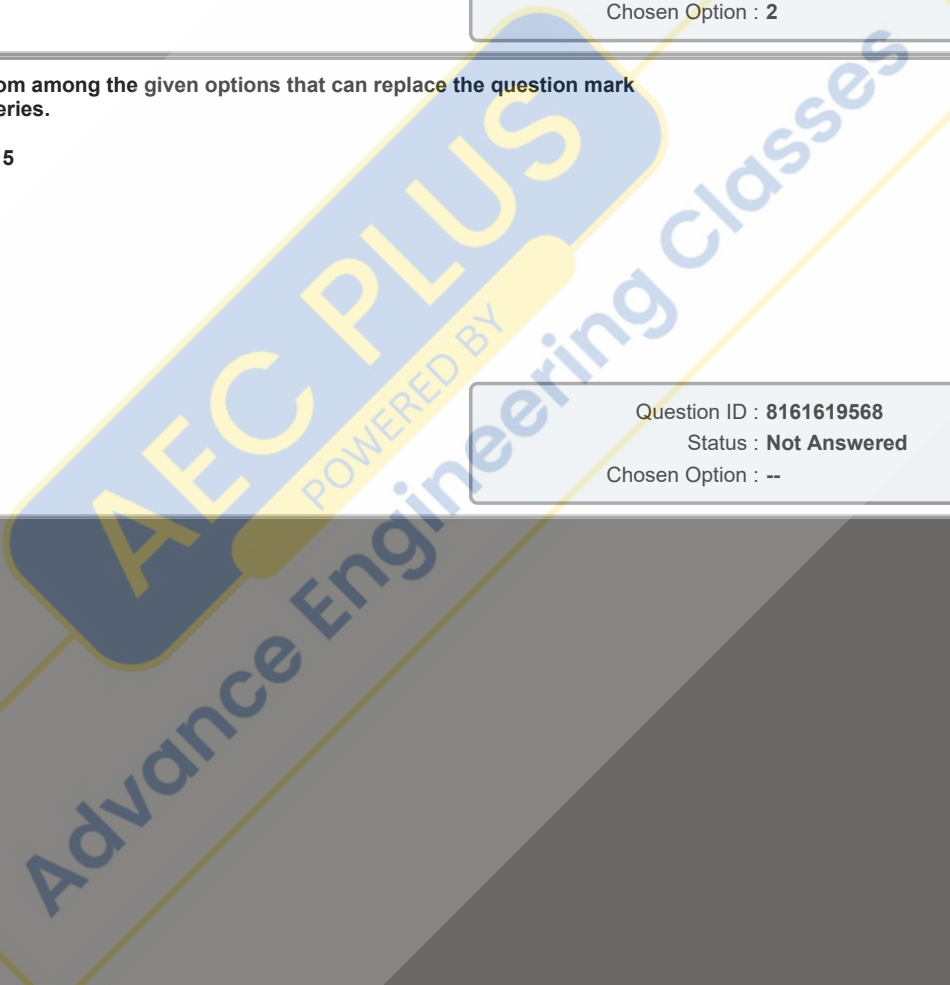 Chosen Option : 2
om among the given options that can replace the question mark
eries.
5
Question ID : 8161619568
Status : Not Answered
Chosen Option : --
AEC PLUS
POWERED BY
Advance Engineering Classes